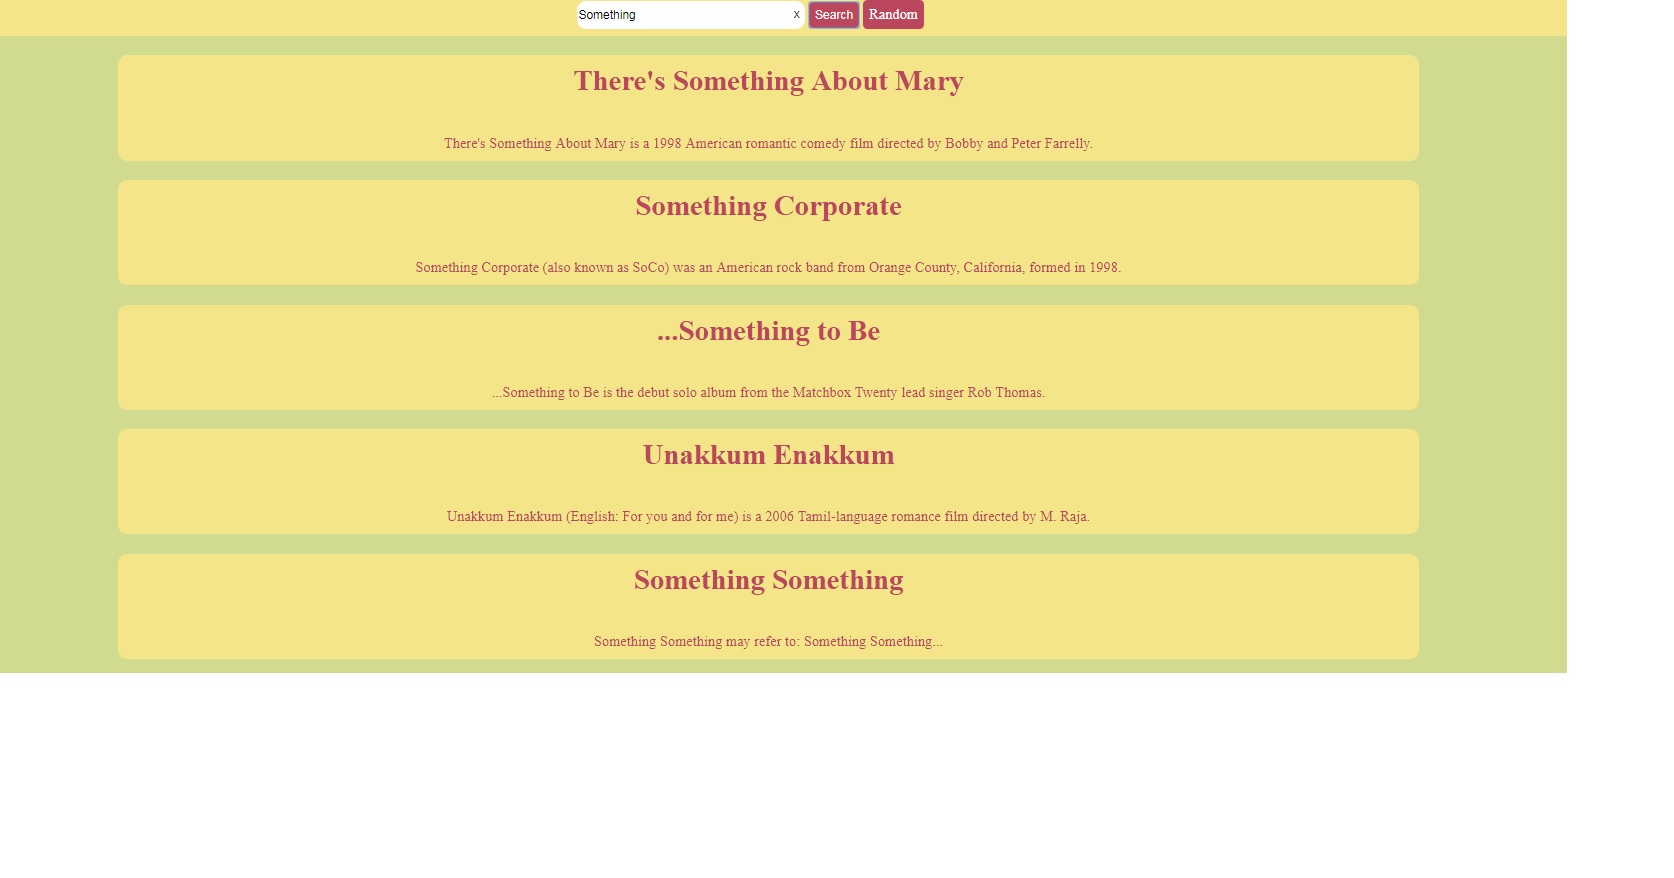 Something x Search Random
There's Something About Mary
There's Something About Mary is a 1998 American romantic comedy film directed by Bobby and Peter Farrelly.
Something Corporate
Something Corporate (also known as SoCo) was an American rock band from Orange County, California, formed in 1998.
...Something to Be
...Something to Be is the debut solo album from the Matchbox Twenty lead singer Rob Thomas.
Unakkum Enakkum
Unakkum Enakkum (English: For you and for me) is a 2006 Tamil-language romance film directed by M. Raja.
Something Something
Something Something may refer to: Something Something...